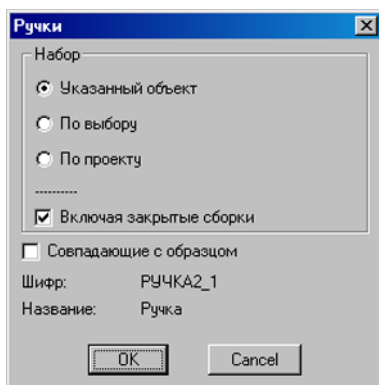 Ручки
Набор
Указанный объект
По выбору
По проекту
----------
Включая закрытые сборки
Совпадающие с образцом
Шифр: РУЧКА2_1
Название: Ручка
OK Cancel